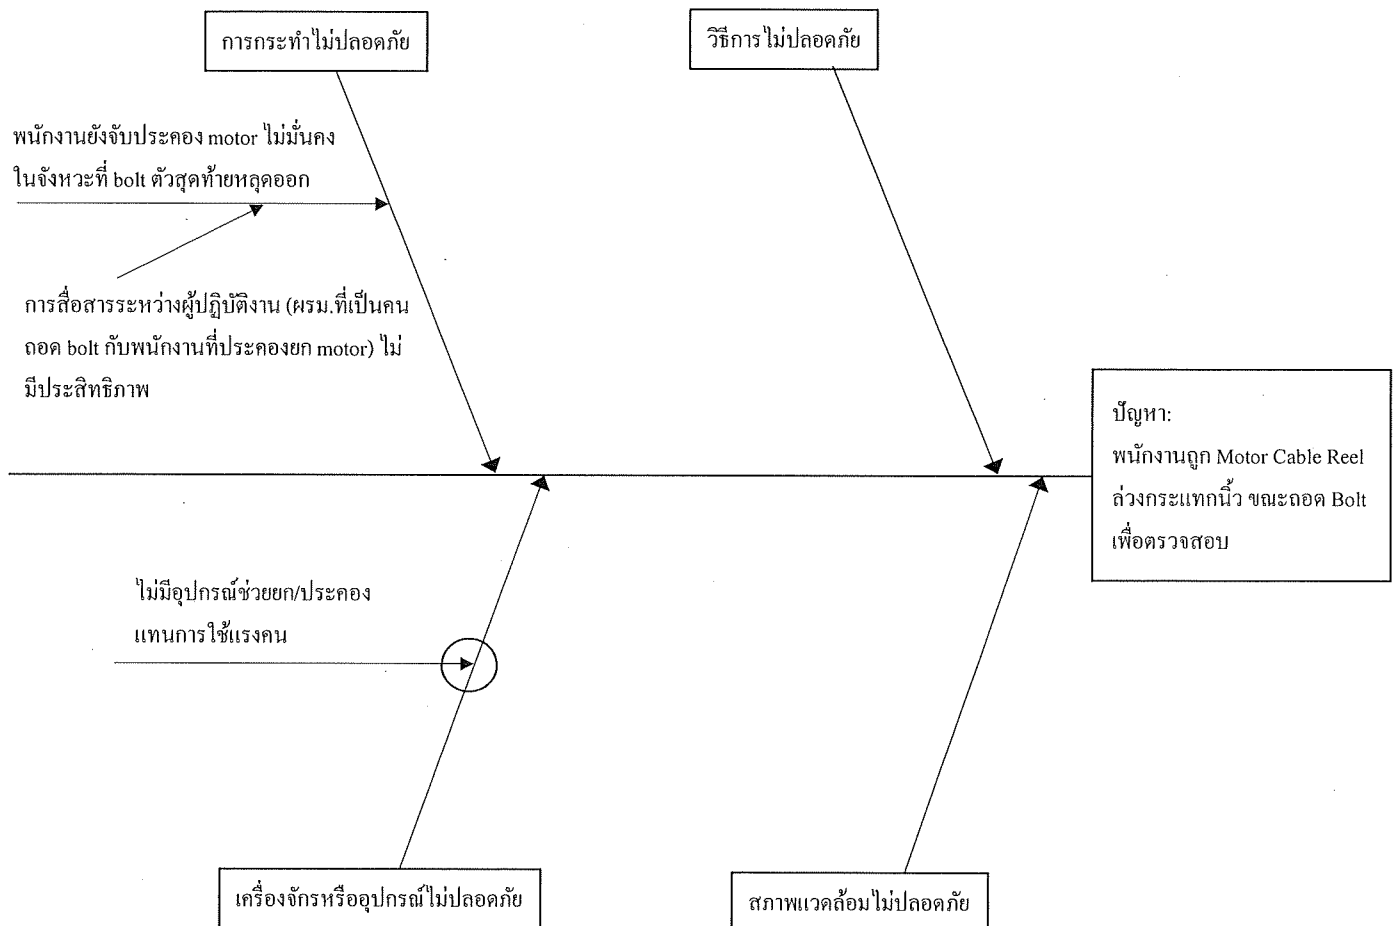 การกระทำไม่ปลอดภัย
วิธีการไม่ปลอดภัย
พนักงานยังจับประคอง motor ไม่มั่นคง
ในจังหวะที่ bolt ตัวสุดท้ายหลุดออก
การสื่อสารระหว่างผู้ปฏิบัติงาน (ผรม.ที่เป็นคน
ถอด bolt กับพนักงานที่ประคองยก motor) ไม่
มีประสิทธิภาพ
ปัญหา:
พนักงานถูก Motor Cable Reel
ล่วงกระแทกนิ้ว ขณะถอด Bolt
เพื่อตรวจสอบ
ไม่มีอุปกรณ์ช่วยยก/ประคอง
แทนการใช้แรงคน
เครื่องจักรหรืออุปกรณ์ไม่ปลอดภัย
สภาพแวดล้อมไม่ปลอดภัย